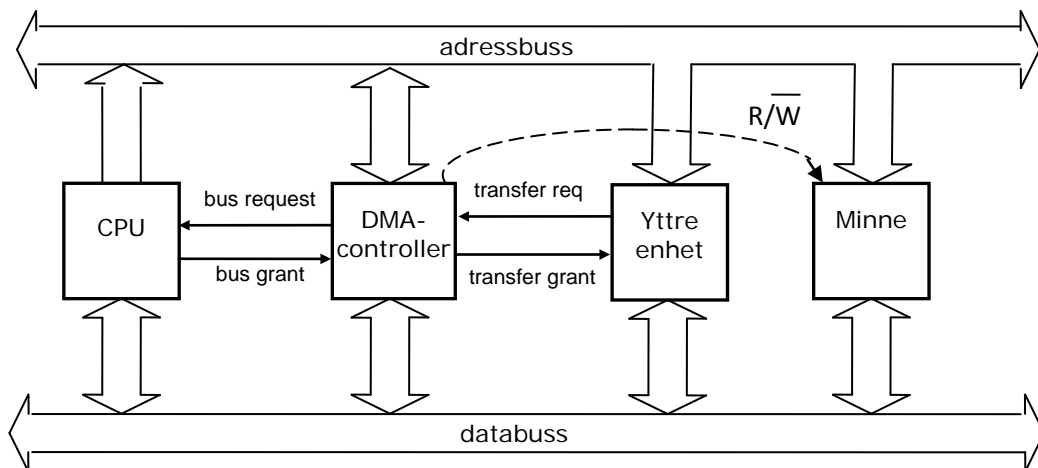 adressbuss
R/W̅
CPU
bus request
bus grant
DMA-
controller
transfer req
transfer grant
Yttre
enhet
Minne
databuss